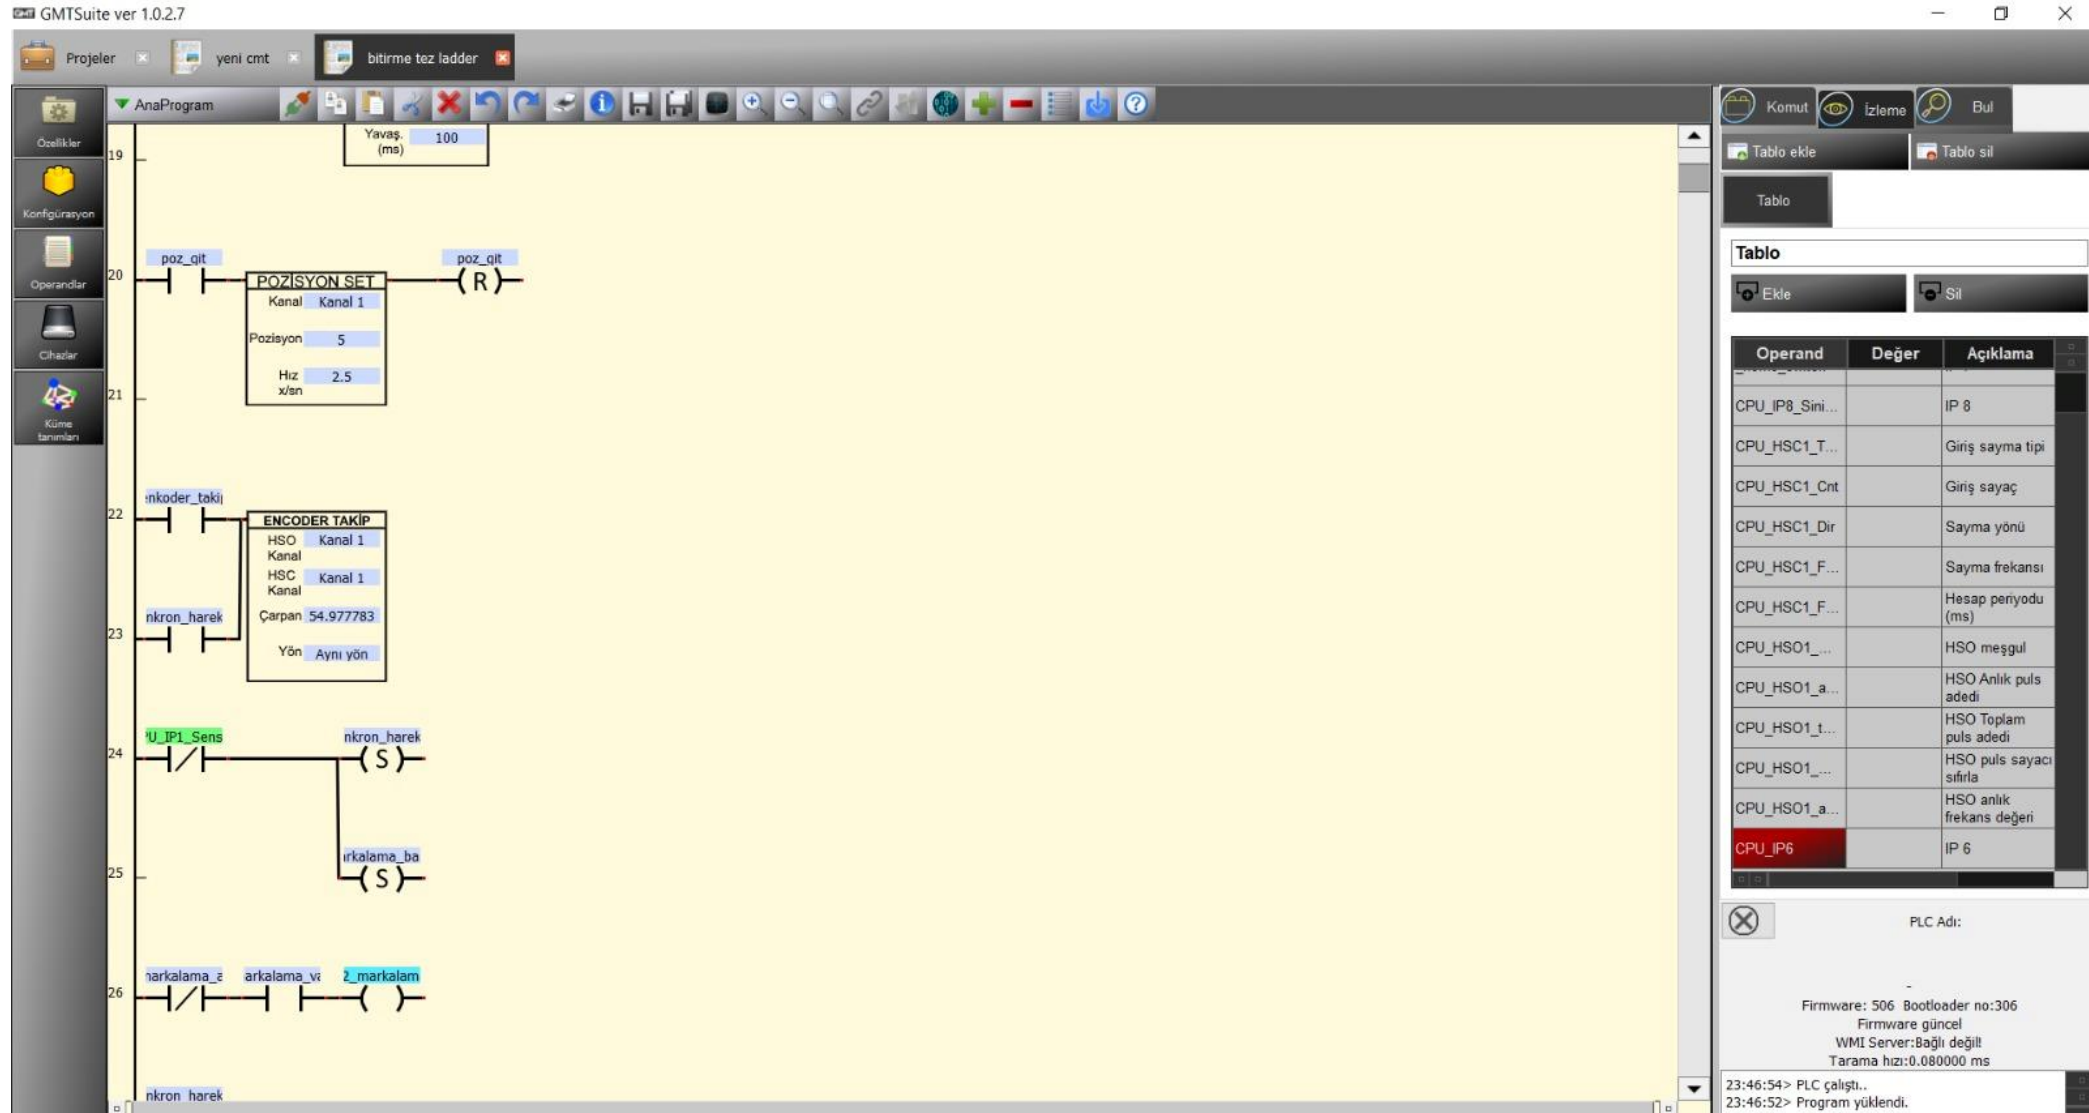 GMTSuite ver 1.0.2.7
Projeler
yeni cmt
bitirme tez ladder
AnaProgram
Komut
İzleme
Bul
Özellikler
Konfigürasyon
Operandlar
Cihazlar
Küme
tanımları
19
Yavaş.
(ms)
100
poz_git
poz_git
20
POZİSYON SET
R
Kanal
Kanal 1
Pozisyon
5
Hız
x/sn
2.5
21
enkoder_taki
22
ENCODER TAKİP
HSO
Kanal
Kanal 1
HSC
Kanal
Kanal 1
nkron_harek
Çarpan
54.977783
23
Yön
Aynı yön
U_IP1_Sens
nkron_harek
24
S
rkalama_ba
25
S
narkalama_a
arkalama_va
2_markalam
26
nkron_harek
Tablo ekle
Tablo sil
Tablo
Tablo
Ekle
Sil
Operand
Değer
Açıklama
CPU_IP8_Sini...
IP 8
CPU_HSC1_T...
Giriş sayma tipi
CPU_HSC1_Cnt
Giriş sayaç
CPU_HSC1_Dir
Sayma yönü
CPU_HSC1_F...
Sayma frekansı
CPU_HSC1_F...
Hesap periyodu
(ms)
CPU_HSO1_...
HSO meşgul
CPU_HSO1_a...
HSO Anlık puls
adedi
CPU_HSO1_t...
HSO Toplam
puls adedi
CPU_HSO1_...
HSO puls sayacı
sıfırla
CPU_HSO1_a...
HSO anlık
frekans değeri
CPU_IP6
IP 6
PLC Adı:
-
Firmware: 506 Bootloader no:306
Firmware güncel
WMI Server:Bağlı değil!
Tarama hızı:0.080000 ms
23:46:54> PLC çalıştı..
23:46:52> Program yüklendi.